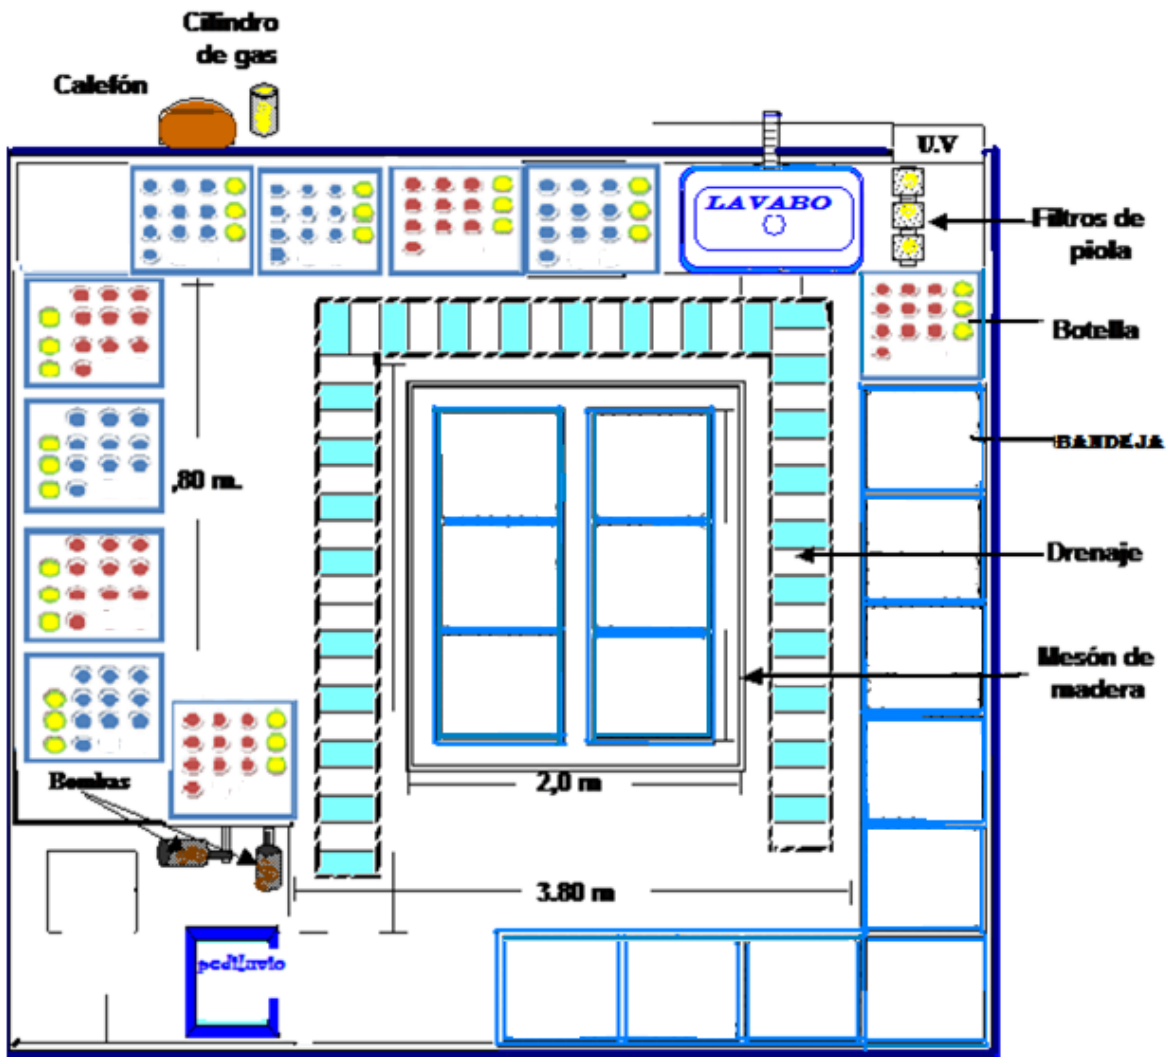 Cilindro
de gas
Calefón
U.V
LAVABO
Filtros de
piola
Botella
BANDEJA
,80 m.
Drenaje
Mesón de
madera
Bombas
2,0 m
3.80 m
pediluvio